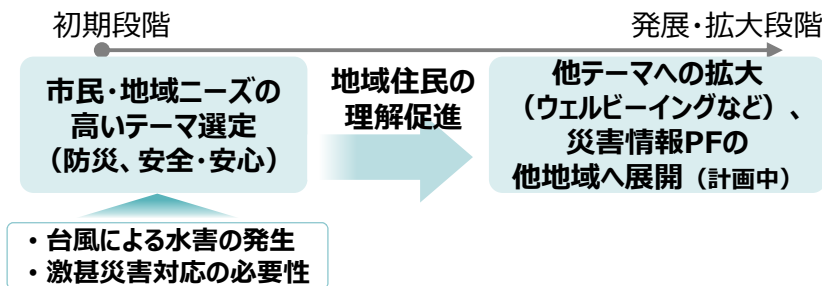 初期段階
発展・拡大段階
市民・地域ニーズの
高いテーマ選定
（防災、安全・安心）
地域住民の
理解促進
他テーマへの拡大
（ウェルビーイングなど）、
災害情報PFの
他地域へ展開（計画中）
・台風による水害の発生
・激甚災害対応の必要性